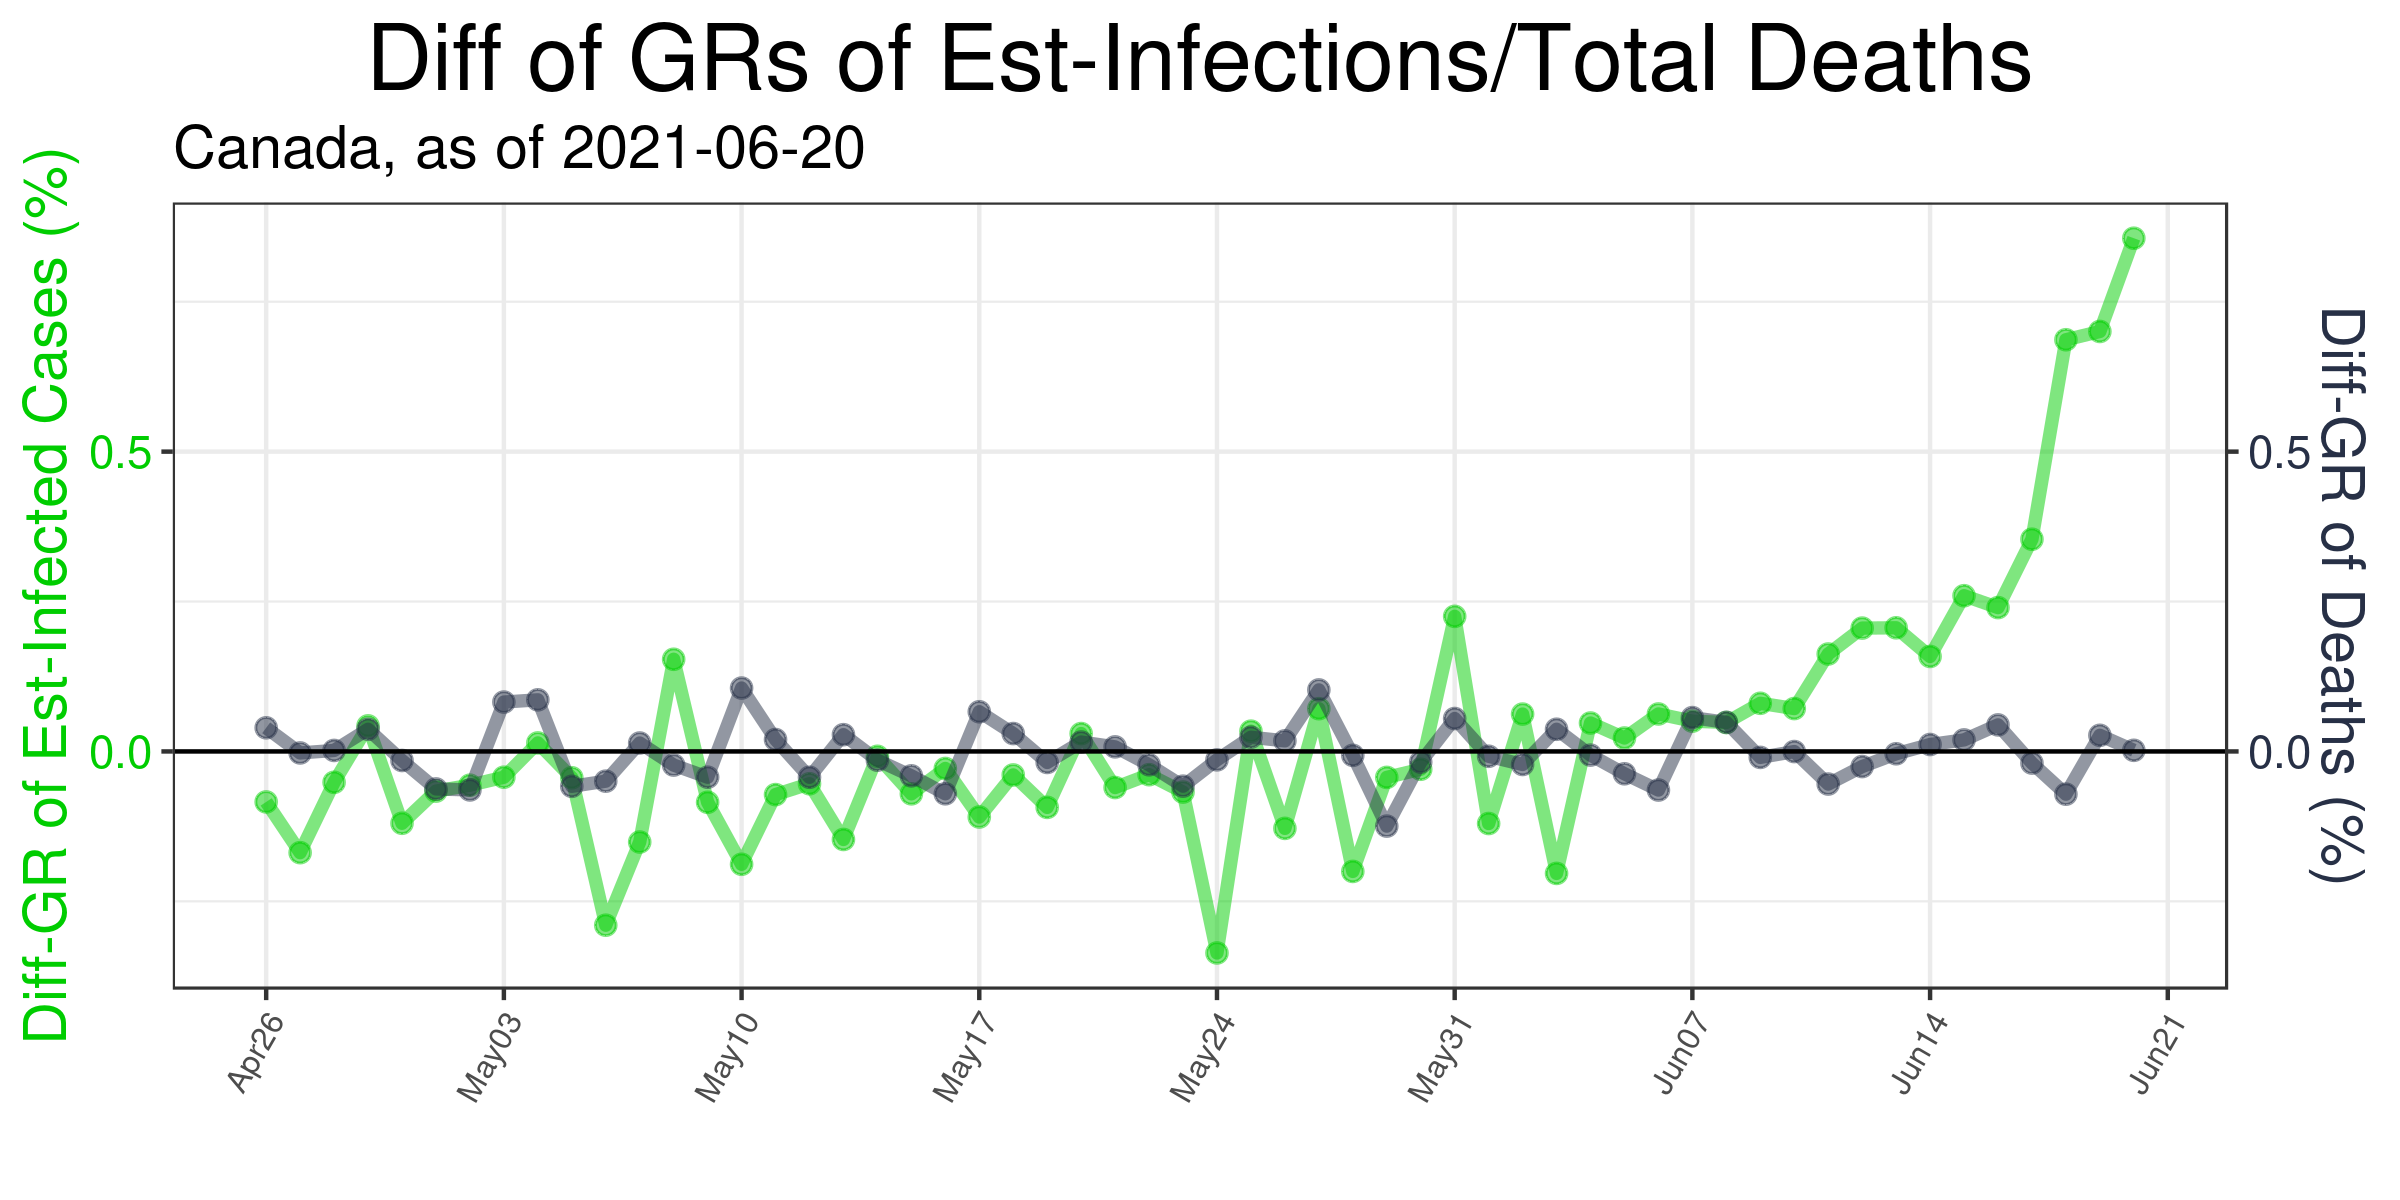 Diff of GRs of Est-Infections/Total Deaths
Canada, as of 2021-06-20
Diff-GR of Est-Infected Cases (%)
0.5
0.0
0.5
0.0
Diff-GR of Deaths (%)
Apr26
May03
May10
May17
May24
May31
Jun07
Jun14
Jun21